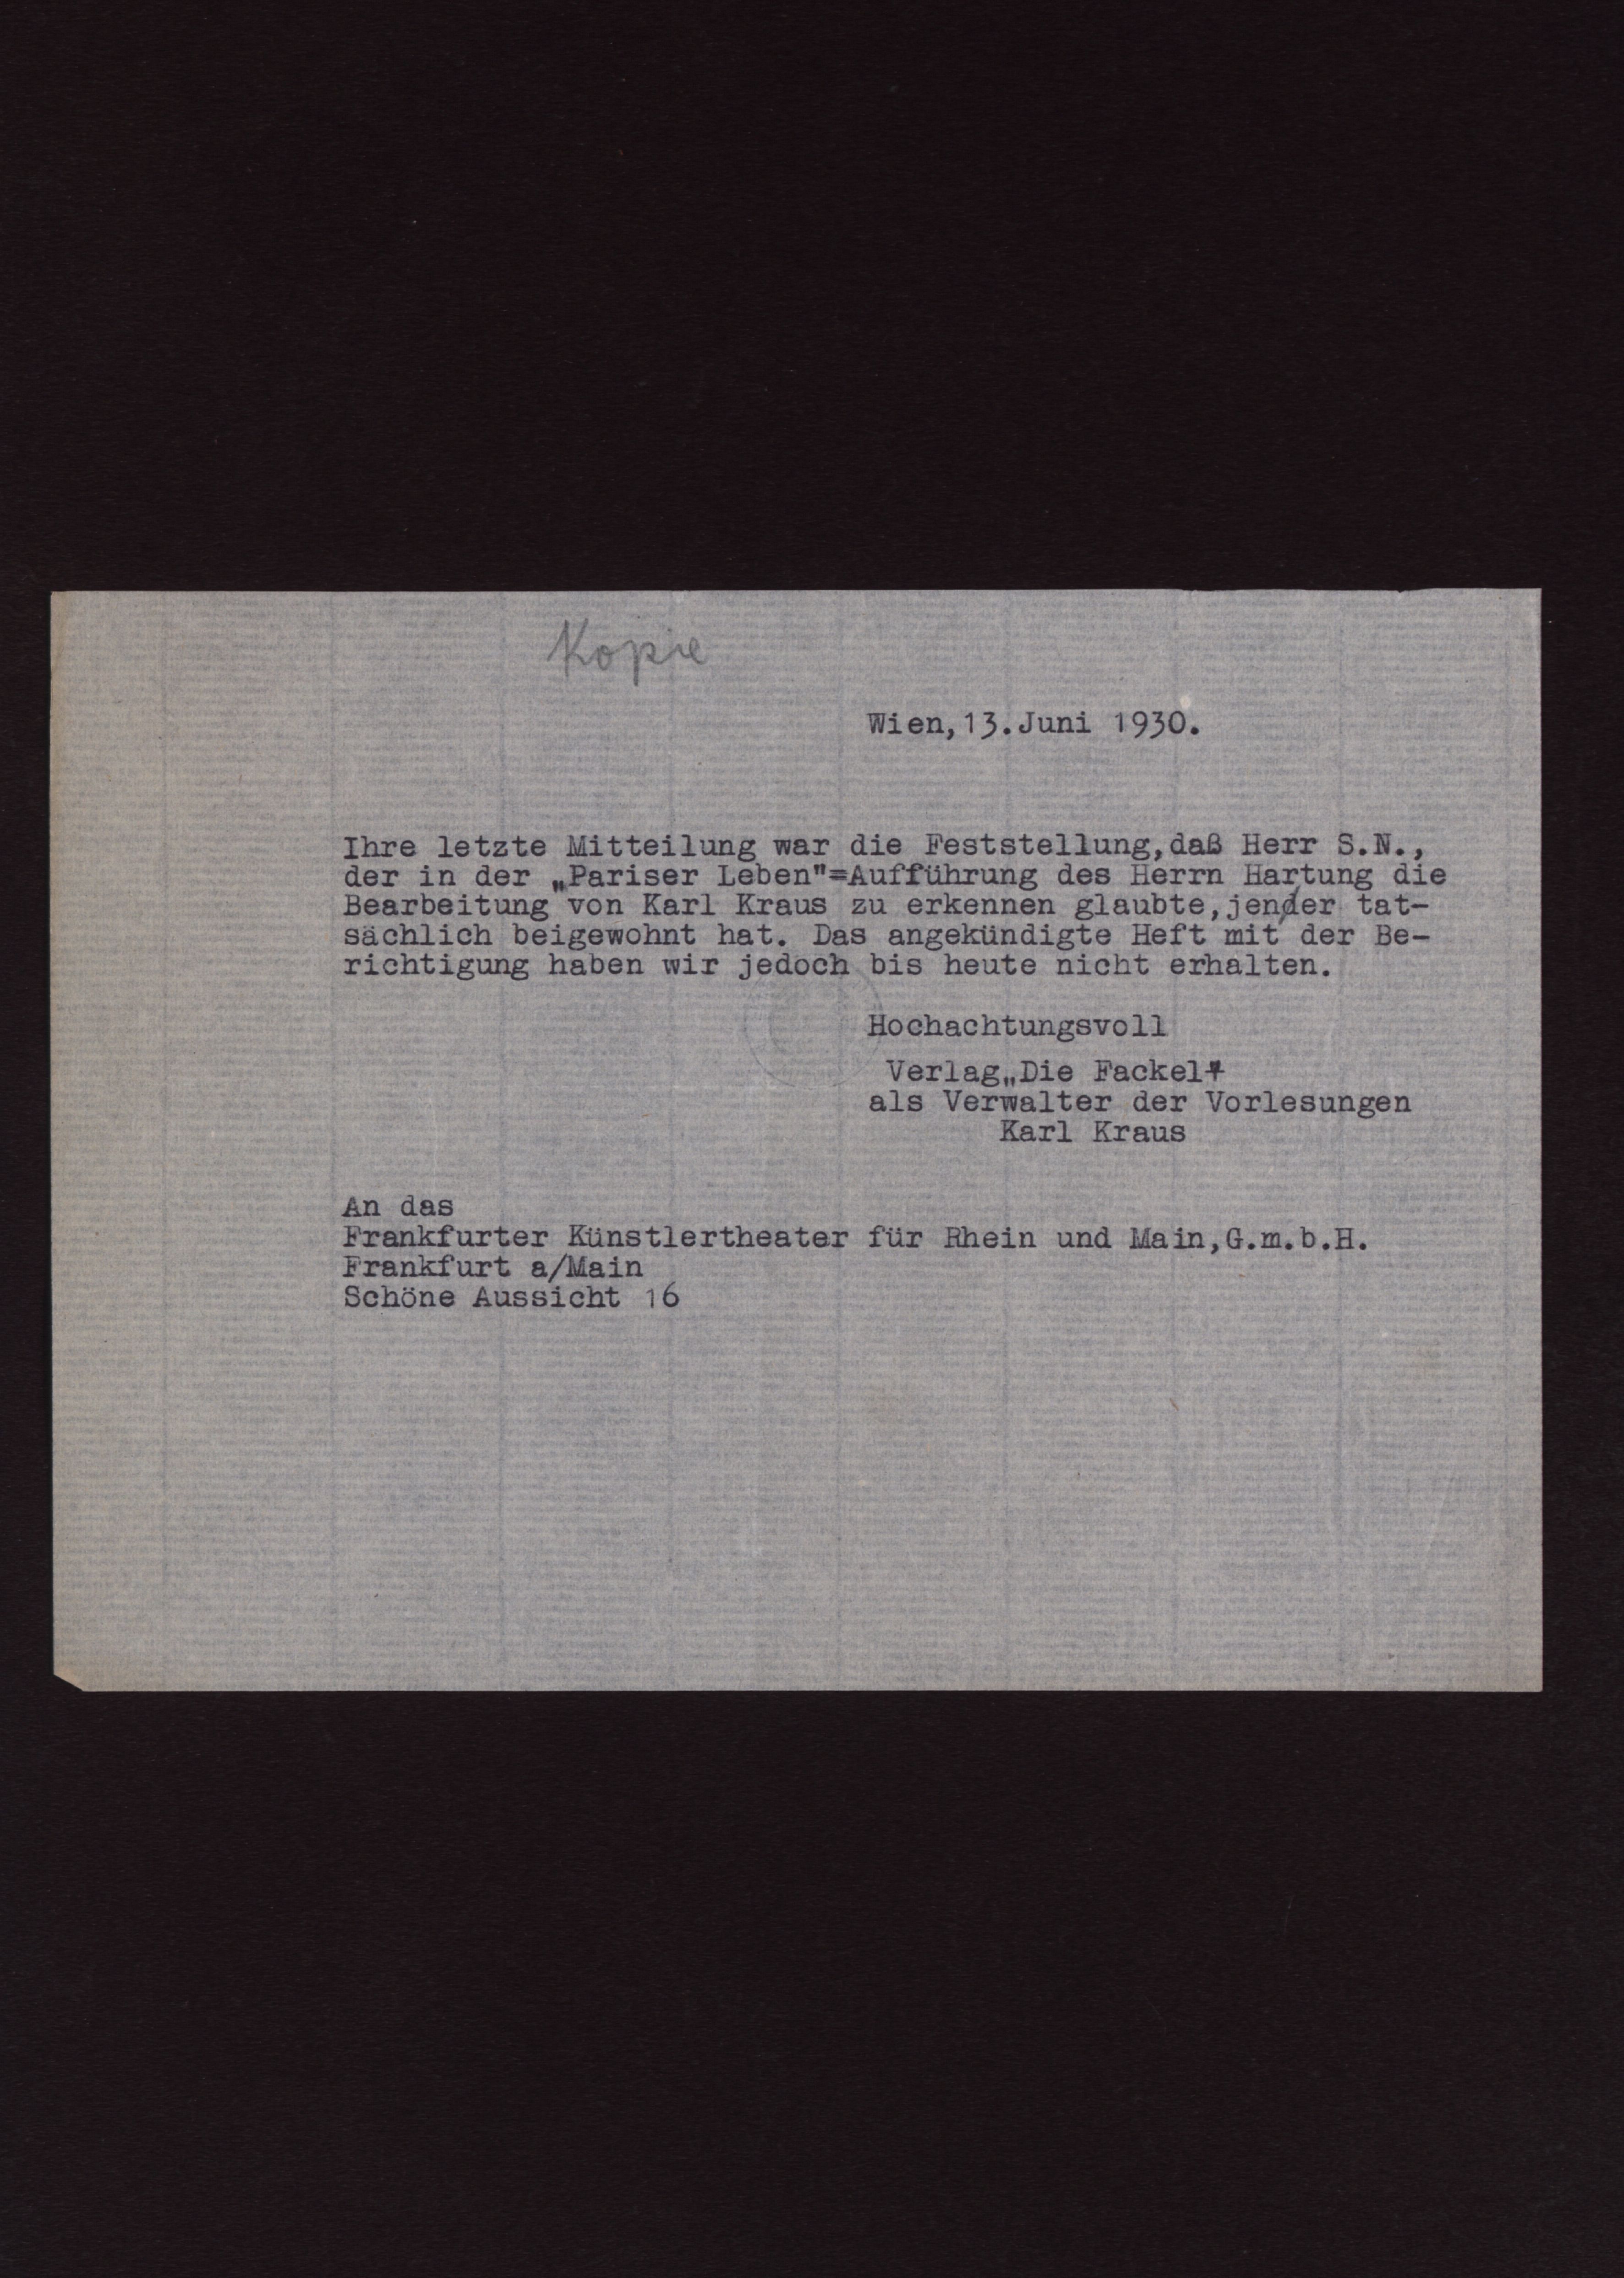 Kopie
Wien,13.Juni 1930.
Ihre letzte Mitteilung war die Feststellung,daß Herr S.N.,
der in der „Pariser Leben"=Aufführung des Herrn Hartung die
Bearbeitung von Karl Kraus zu erkennen glaubte,jener tat-
sächlich beigewohnt hat. Das angekündigte Heft mit der Be-
richtigung haben wir jedoch bis heute nicht erhalten.
Hochachtungsvoll
Verlag„Die Fackel"
als Verwalter der Vorlesungen
Karl Kraus
An das
Frankfurter Künstlertheater für Rhein und Main,G.m.b.H.
Frankfurt a/Main
Schöne Aussicht 16